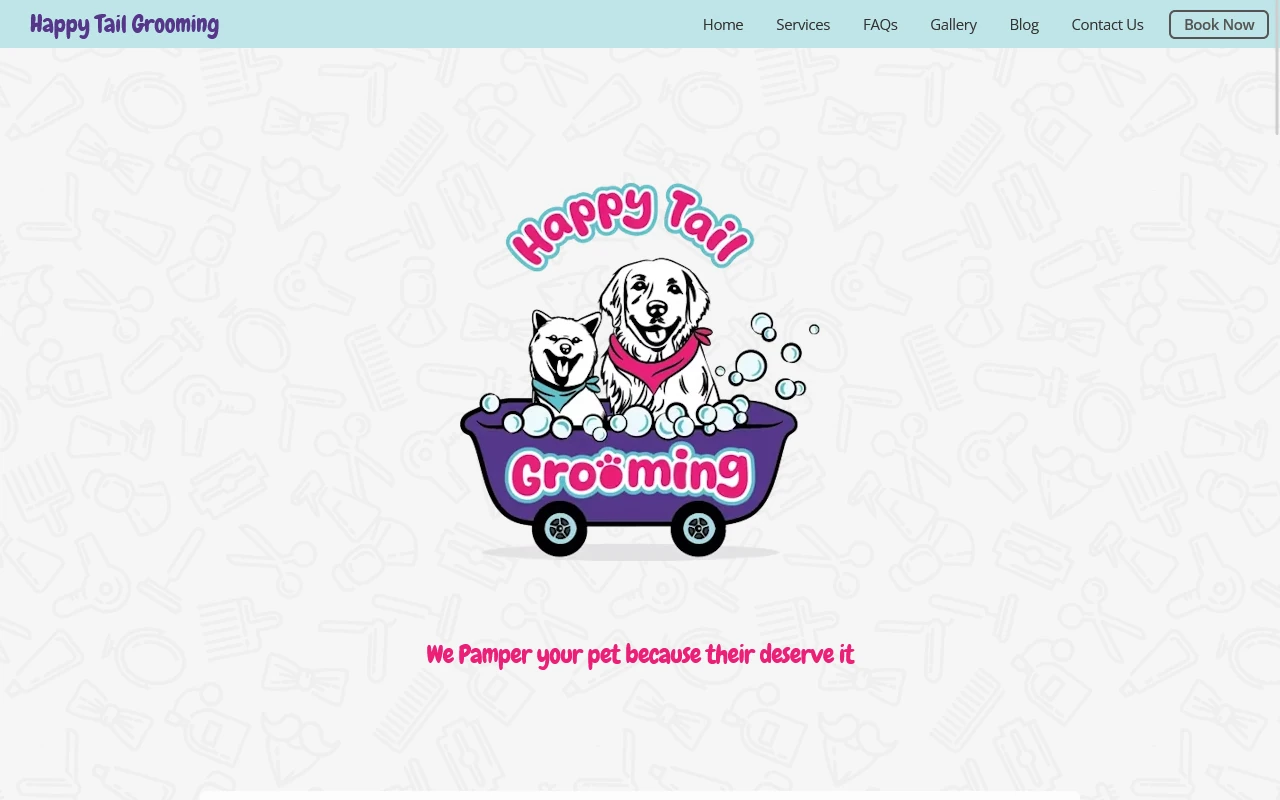 Happy Tail Grooming
Home Services FAQs Gallery Blog Contact Us Book Now
Happy Tail
Grooming
We Pamper your pet because their deserve it